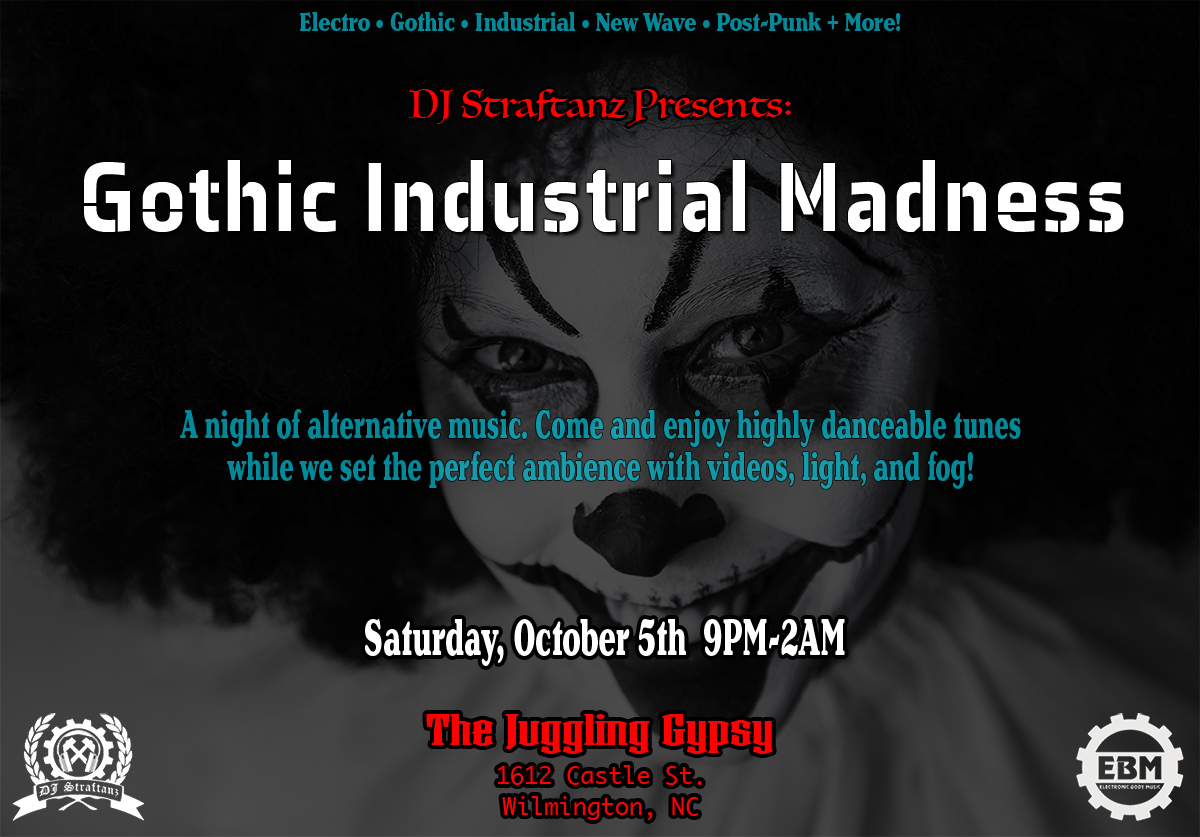 Electro • Gothic • Industrial • New Wave • Post-Punk + More!
DJ Straftanz Presents:
Gothic Industrial Madness
A night of alternative music. Come and enjoy highly danceable tunes
while we set the perfect ambience with videos, light, and fog!
Saturday, October 5th 9PM-2AM
The Juggling Gypsy
1612 Castle St.
Wilmington, NC
DJ Straftanz
EBM
ELECTRONIC BODY MUSIC